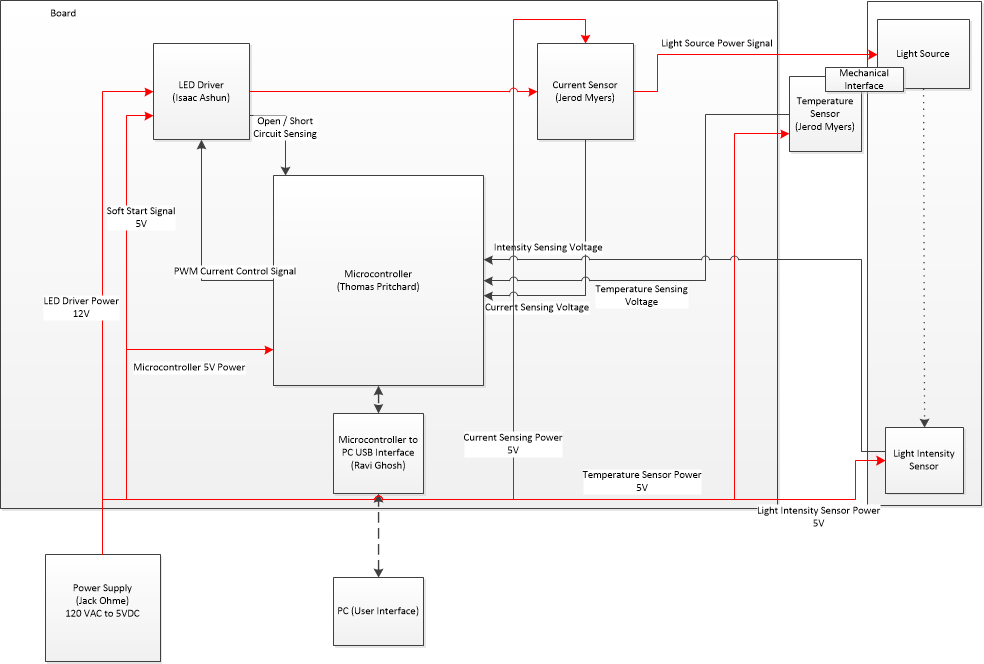 Board
LED Driver
(Isaac Ashun)
Current Sensor
(Jerod Myers)
Light Source Power Signal
Light Source
Mechanical
Interface
Temperature
Sensor
(Jerod Myers)
Open / Short
Circuit Sensing
Soft Start Signal
5V
PWM Current Control Signal
Microcontroller
(Thomas Pritchard)
Intensity Sensing Voltage
Temperature Sensing
Voltage
Current Sensing Voltage
LED Driver Power
12V
Microcontroller 5V Power
Microcontroller to
PC USB Interface
(Ravi Ghosh)
Current Sensing Power
5V
Temperature Sensor Power
5V
Light Intensity
Sensor
Light Intensity Sensor Power
5V
Power Supply
(Jack Ohme)
120 VAC to 5VDC
PC (User Interface)